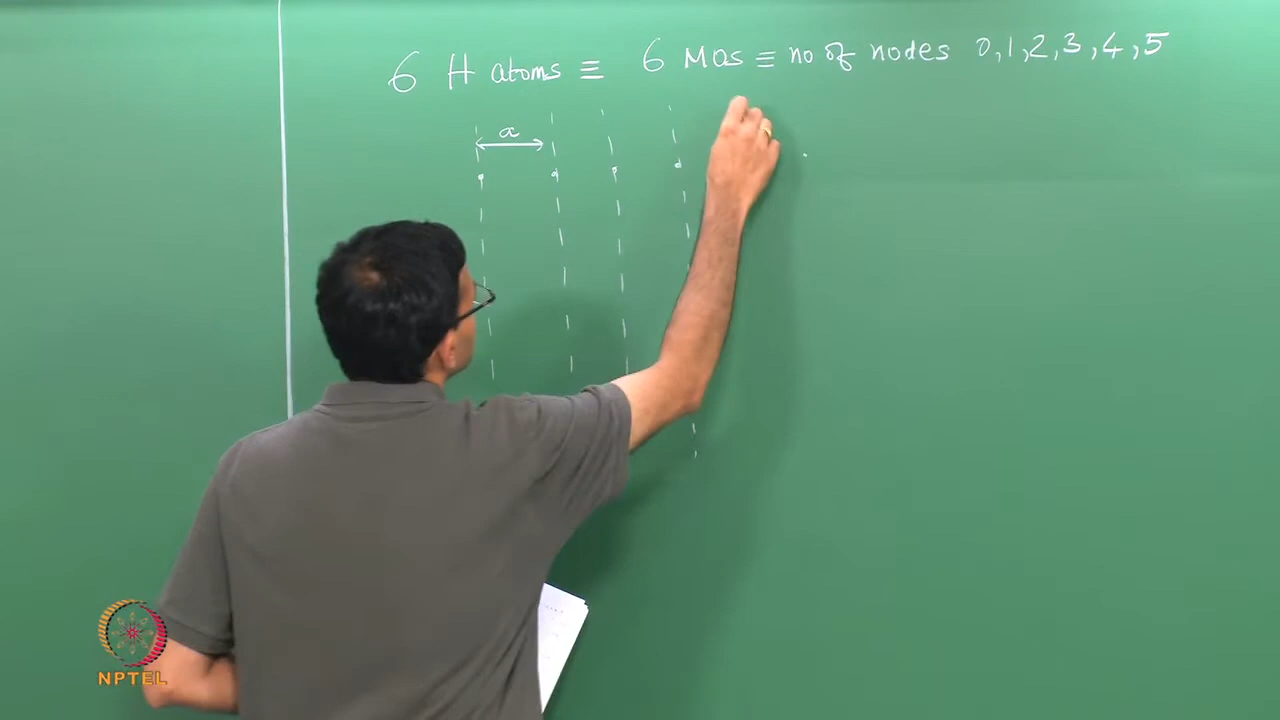 6 H atoms ≡ 6 MOs ≡ no of nodes 0,1,2,3,4,5
a
NPTEL